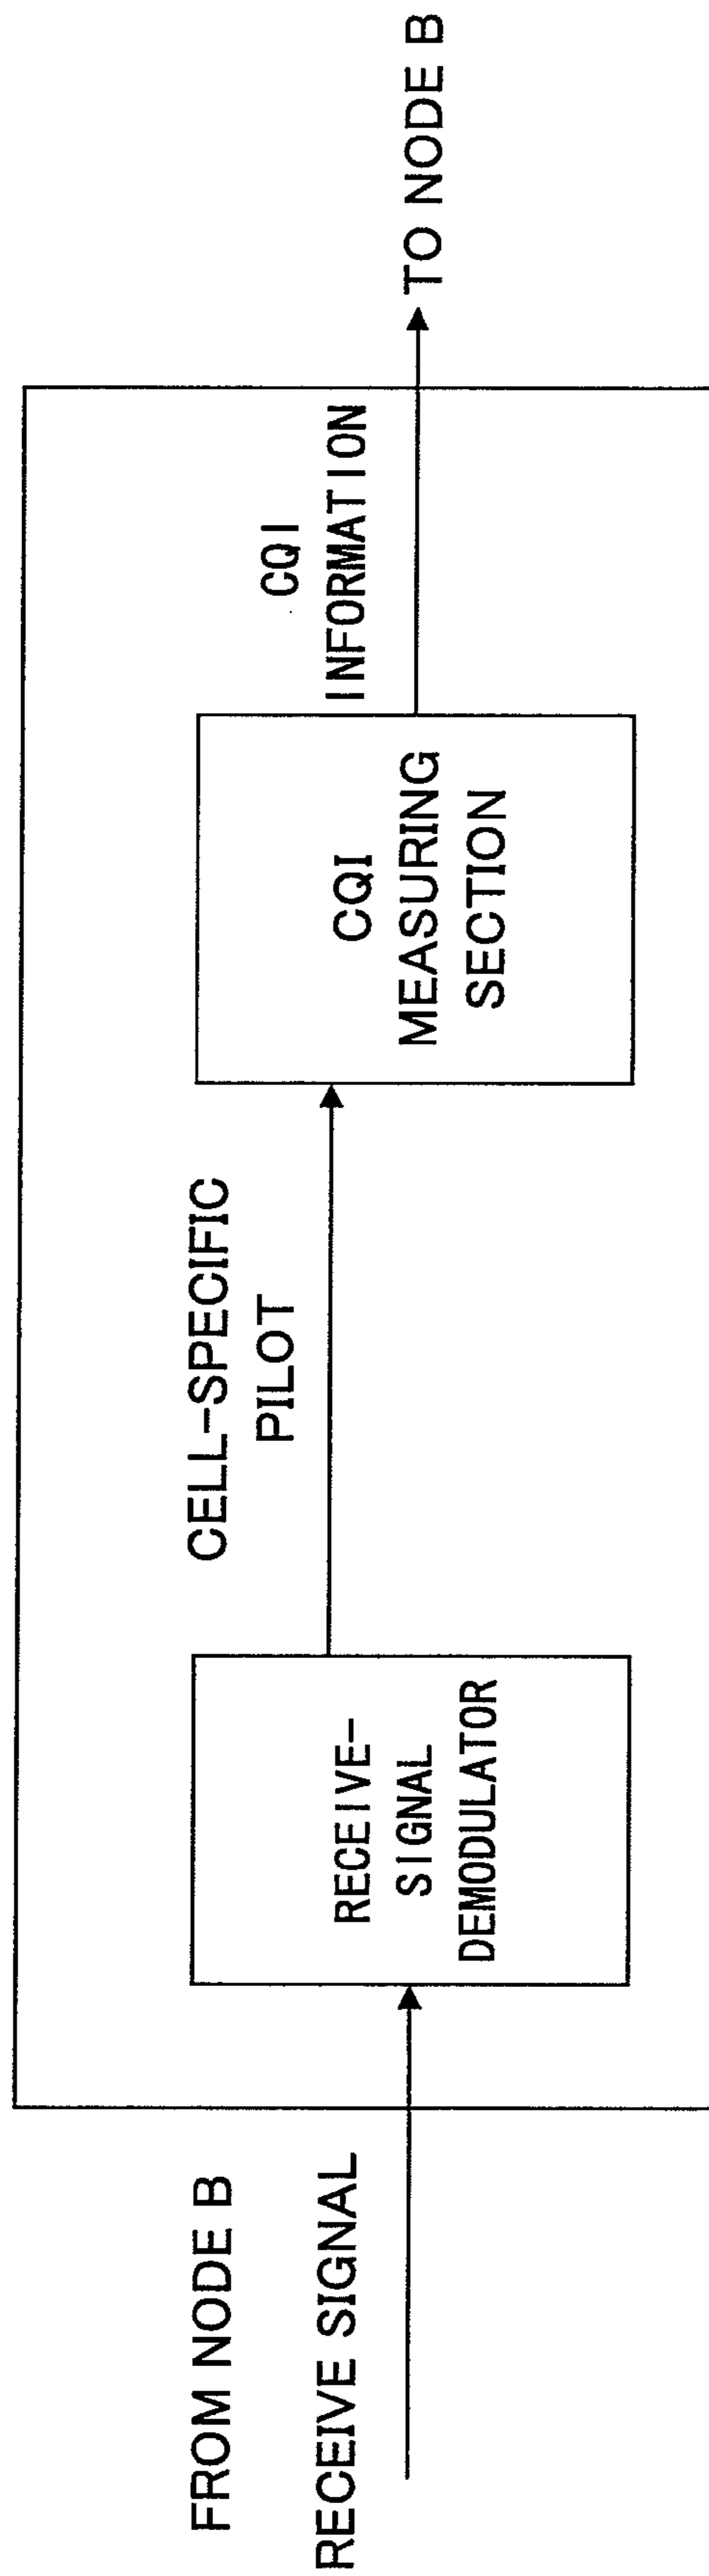 FROM NODE B
RECEIVE SIGNAL
RECEIVE-
SIGNAL
DEMODULATOR
CELL-SPECIFIC
PILOT
CQI
MEASURING
SECTION
CQI
INFORMATION
TO NODE B